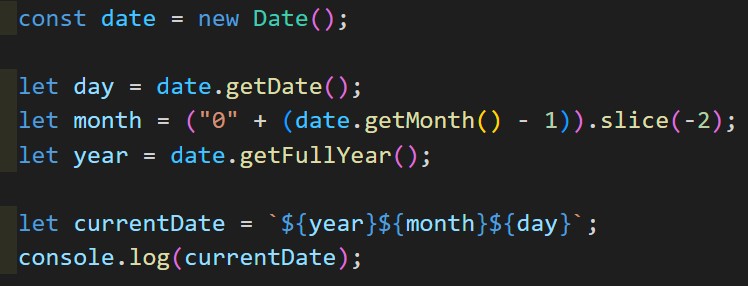 const date = new Date();
let day = date.getDate();
let month = ("0" + (date.getMonth() - 1)).slice(-2);
let year = date.getFullYear();
let currentDate = `${year}${month}${day}`;
console.log(currentDate);